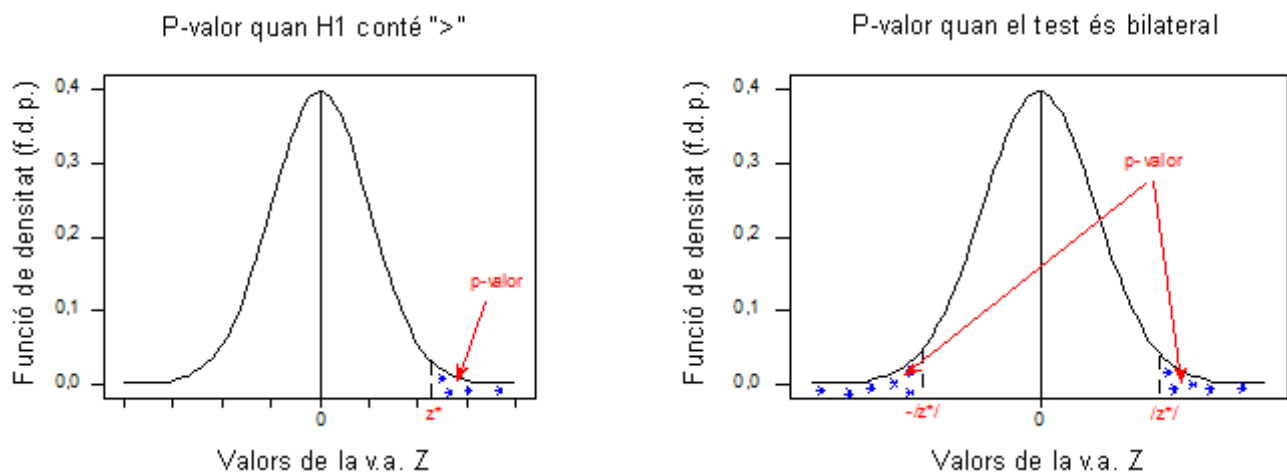 P-valor quan H1 conté ">"
Funció de densitat (f.d.p.)
0,4
0,3
0,2
0,1
0,0
p-valor
z*
0
Valors de la v.a. Z
P-valor quan el test és bilateral
Funció de densitat (f.d.p.)
0,4
0,3
0,2
0,1
0,0
p-valor
-/z*/
0
/z*/
Valors de la v.a. Z